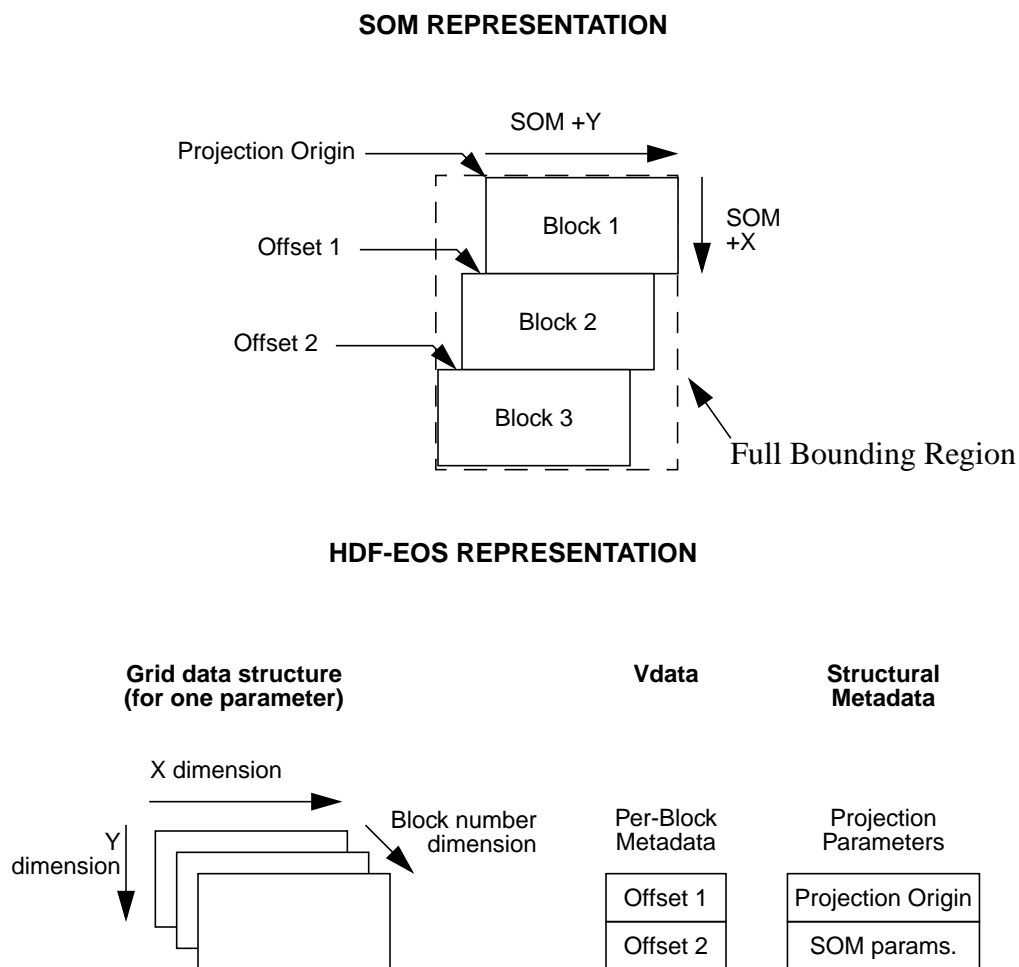 SOM REPRESENTATION
SOM +Y
Projection Origin
Block 1
SOM
+X
Offset 1
Block 2
Offset 2
Block 3
Full Bounding Region
HDF-EOS REPRESENTATION
Grid data structure
(for one parameter)
Vdata
Structural
Metadata
X dimension
Y
dimension
Block number
dimension
Per-Block
Metadata
Projection
Parameters
Offset 1
Projection Origin
Offset 2
SOM params.